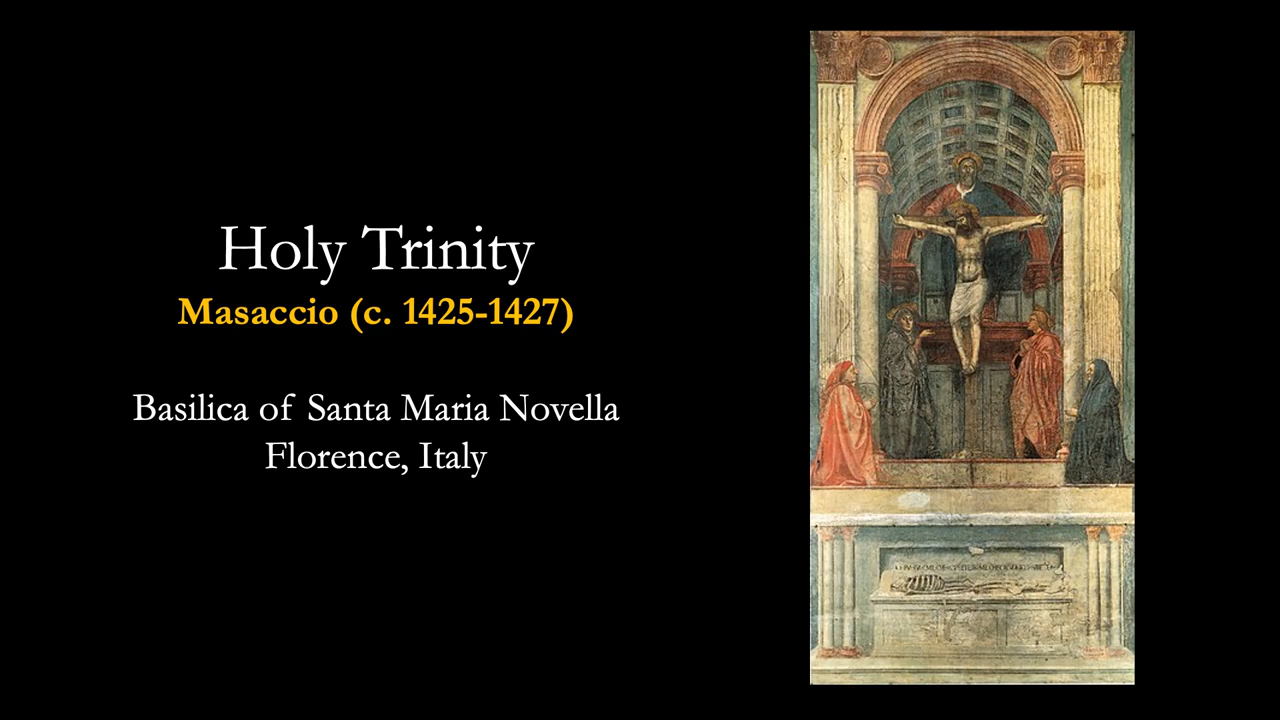 Holy Trinity
Masaccio (c. 1425-1427)
Basilica of Santa Maria Novella
Florence, Italy